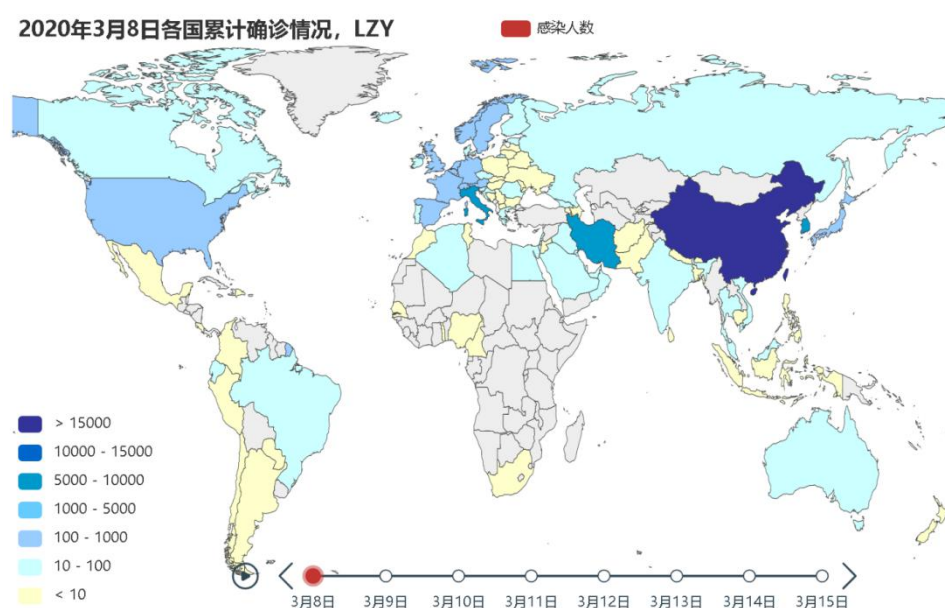 2020年3月8日各国累计确诊情况，LZY
感染人数
> 15000
10000 - 15000
5000 - 10000
1000 - 5000
100 - 1000
10 - 100
< 10
3月8日
3月9日
3月10日
3月11日
3月12日
3月13日
3月14日
3月15日